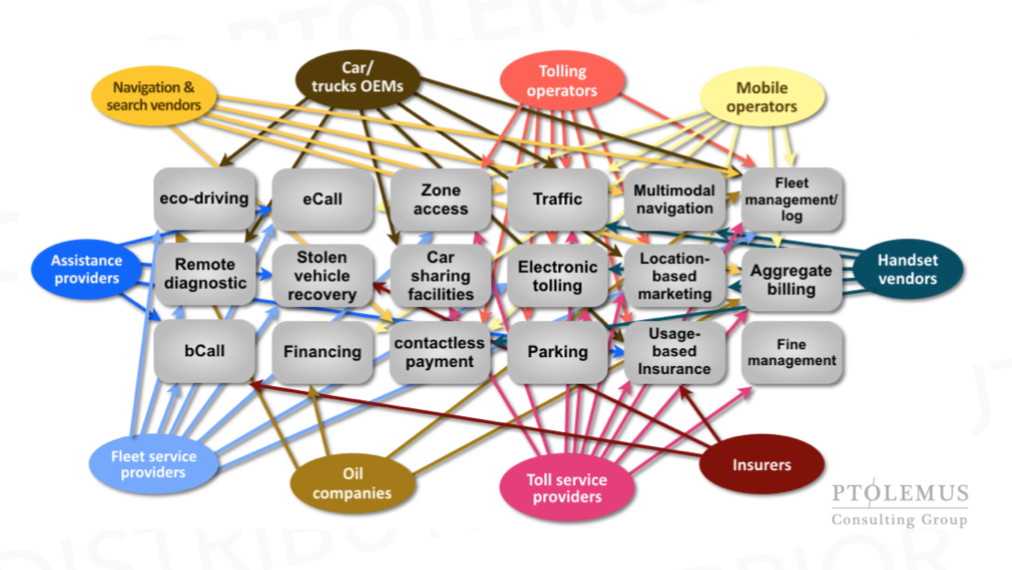 Navigation &
search vendors
Car/
trucks OEMs
Tolling
operators
Mobile
operators
eco-driving
eCall
Zone
access
Traffic
Multimodal
navigation
Fleet
management/
log
Assistance
providers
Remote
diagnostic
Stolen
vehicle
recovery
Car
sharing
facilities
Electronic
tolling
Location-
based
marketing
Aggregate
billing
Handset
vendors
bCall
Financing
contactless
payment
Parking
Usage-
based
Insurance
Fine
management
Fleet service
providers
Oil
companies
Toll service
providers
Insurers
PTOLEMUS
Consulting Group